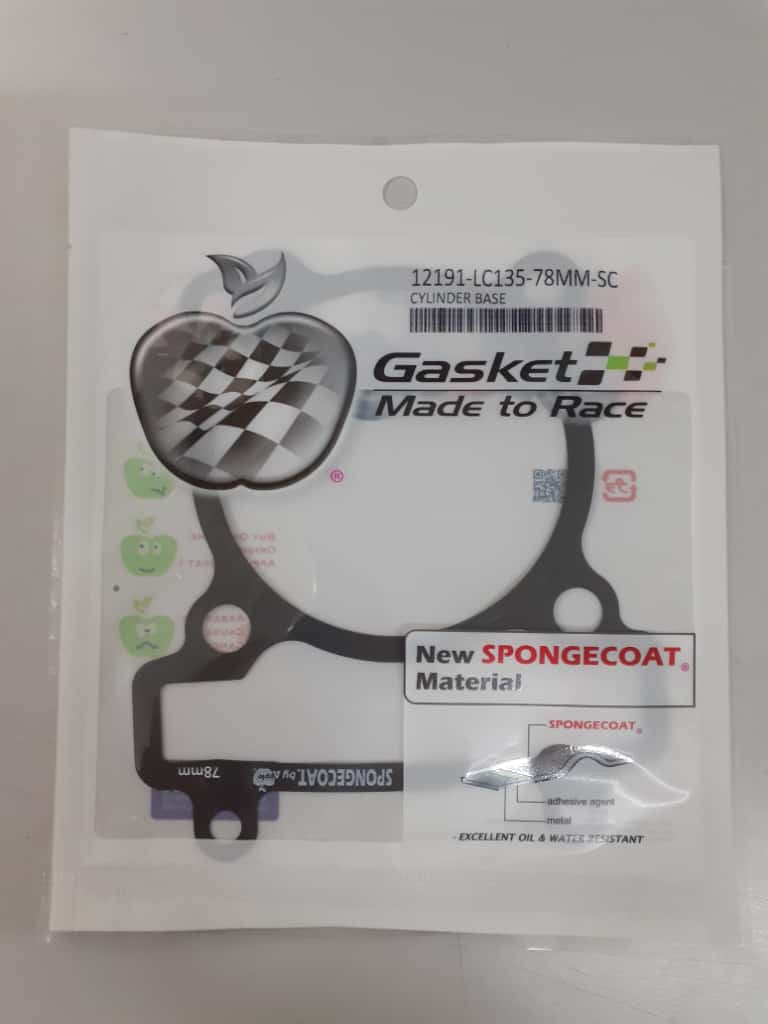 12191-LC135-78MM-SC
CYLINDER BASE
Gasket
Made to Race
®
New SPONGECOAT®
Material
SPONGECOAT®
adhesive agent
metal
- EXCELLENT OIL & WATER RESISTANT
78mm
SPONGECOAT® by